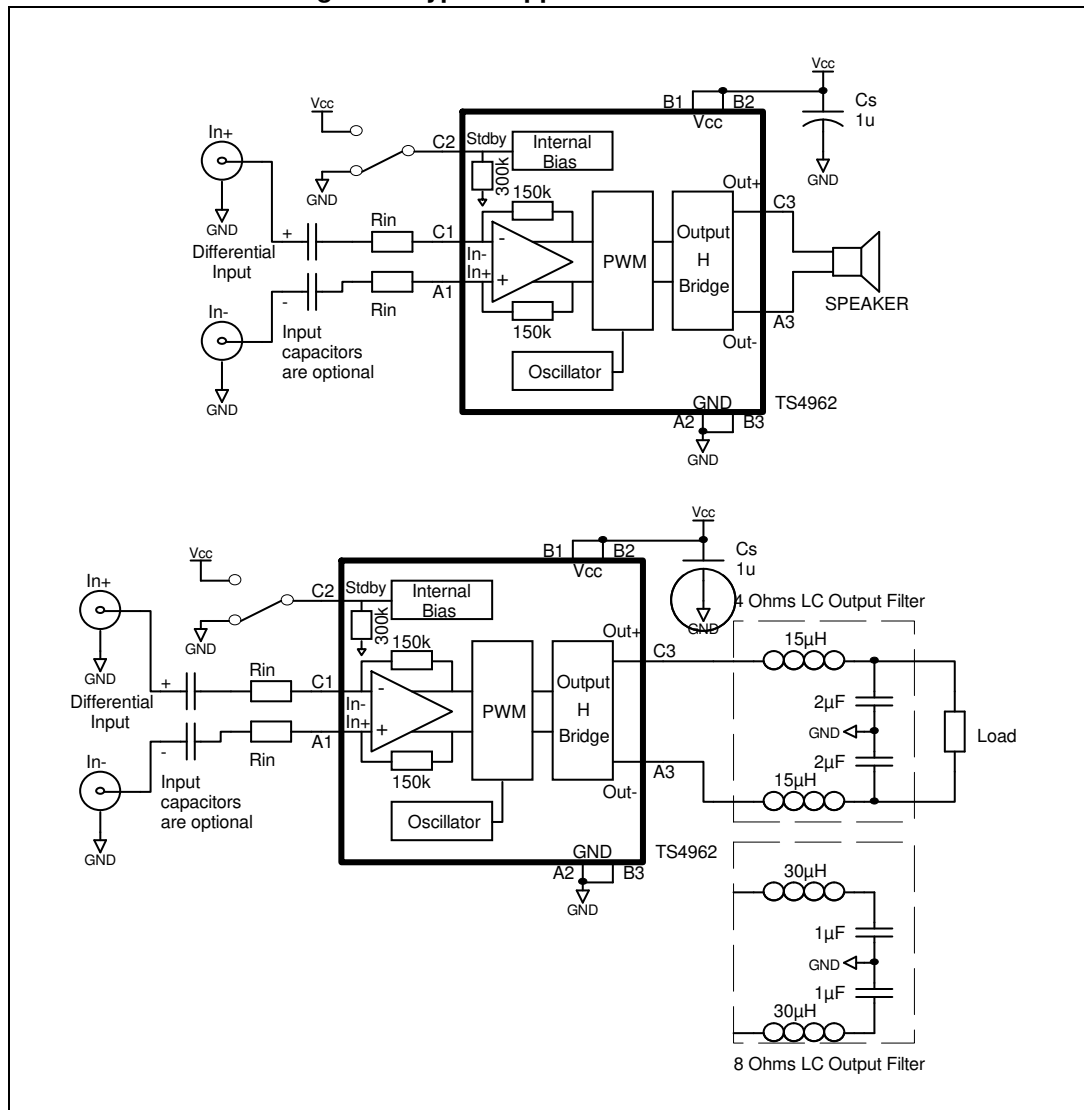 Vcc
B1
B2
Cs
1u
Vcc
Vcc
In+
C2
Stdby
Internal
Bias
GND
300k
GND
Out+
C3
GND
150k
Rin
C1
-
Output
H
Bridge
+
Differential
Input
In-
In+
PWM
+
-
A1
Rin
SPEAKER
In-
150k
A3
Out-
Input
capacitors
are optional
Oscillator
GND
GND
TS4962
A2
B3
GND
Vcc
B1
B2
Cs
1u
Vcc
Vcc
In+
C2
Stdby
Internal
Bias
GND
300k
GND
4 Ohms LC Output Filter
Out+
C3
15µH
GND
150k
Rin
C1
-
Output
H
Bridge
2µF
+
Differential
Input
In-
In+
PWM
GND
Load
+
-
A1
Rin
2µF
In-
150k
A3
15µH
Out-
Input
capacitors
are optional
Oscillator
GND
GND
TS4962
A2
B3
GND
30µH
1µF
GND
1µF
30µH
8 Ohms LC Output Filter